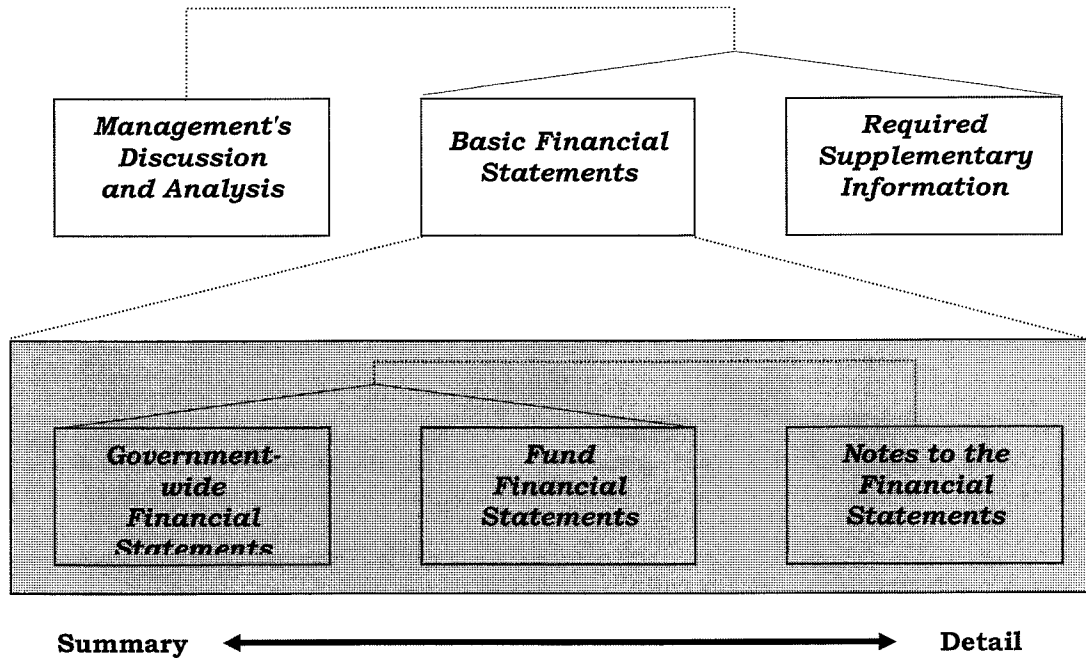 Management's
Discussion
and Analysis
Basic Financial
Statements
Required
Supplementary
Information
Government-
wide
Financial
Statements
Fund
Financial
Statements
Notes to the
Financial
Statements
Summary
Detail